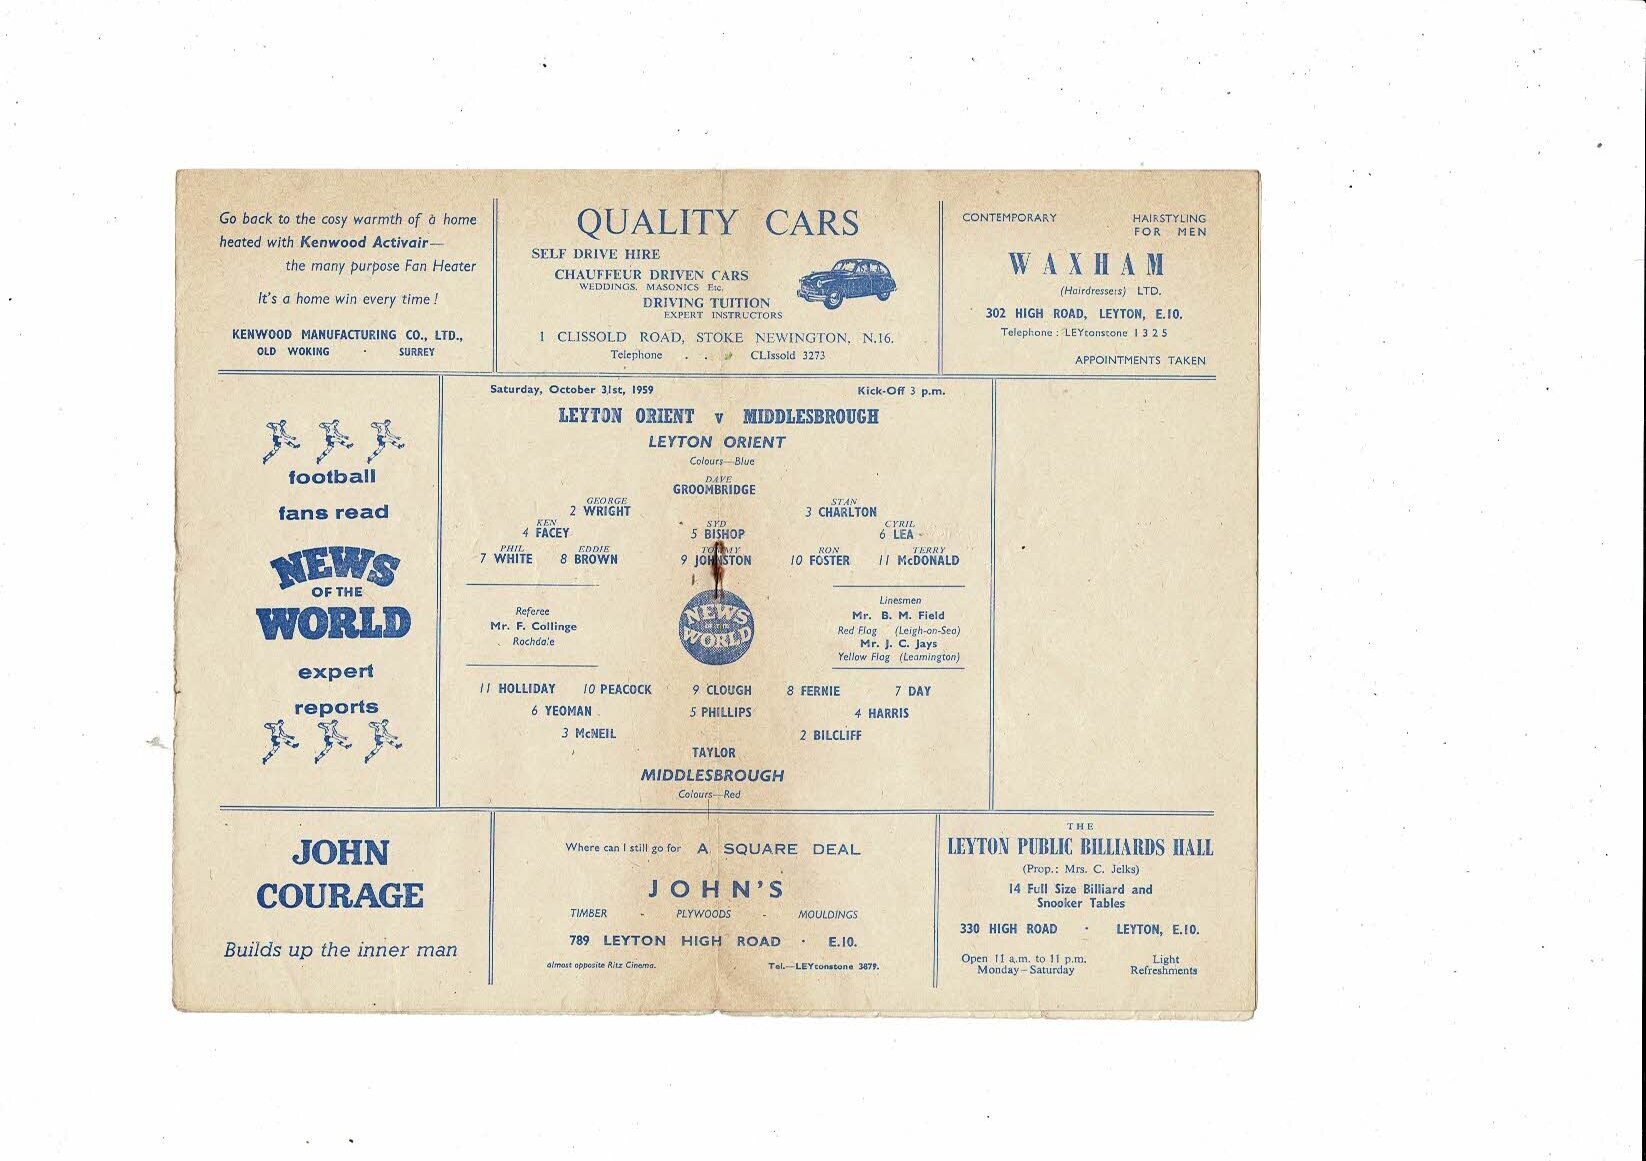 Go back to the cosy warmth of a home
heated with Kenwood Activair—
the many purpose Fan Heater
It's a home win every time !
KENWOOD MANUFACTURING CO., LTD.,
OLD WOKING · SURREY
QUALITY CARS
SELF DRIVE HIRE
CHAUFFEUR DRIVEN CARS
WEDDINGS. MASONICS Etc.
DRIVING TUITION
EXPERT INSTRUCTORS
1 CLISSOLD ROAD, STOKE NEWINGTON, N.16.
Telephone . . . CLIssold 3273
CONTEMPORARY HAIRSTYLING
FOR MEN
WAXHAM
(Hairdressers) LTD.
302 HIGH ROAD, LEYTON, E.10.
Telephone : LEYtonstone 1 3 2 5
APPOINTMENTS TAKEN
football
fans read
NEWS
OF THE
WORLD
expert
reports
Saturday, October 31st, 1959 Kick-Off 3 p.m.
LEYTON ORIENT v MIDDLESBROUGH
LEYTON ORIENT
Colours—Blue
DAVE
GROOMBRIDGE
GEORGE STAN
2 WRIGHT 3 CHARLTON
KEN SYD CYRIL
4 FACEY 5 BISHOP 6 LEA
PHIL EDDIE TOMMY RON TERRY
7 WHITE 8 BROWN 9 JOHNSTON 10 FOSTER 11 McDONALD
Referee
Mr. F. Collinge
Rochdale
NEWS
OF THE
WORLD
Linesmen
Mr. B. M. Field
Red Flag (Leigh-on-Sea)
Mr. J. C. Jays
Yellow Flag (Leamington)
11 HOLLIDAY 10 PEACOCK 9 CLOUGH 8 FERNIE 7 DAY
6 YEOMAN 5 PHILLIPS 4 HARRIS
3 McNEIL 2 BILCLIFF
TAYLOR
MIDDLESBROUGH
Colours—Red
JOHN
COURAGE
Builds up the inner man
Where can I still go for A SQUARE DEAL
JOHN'S
TIMBER - PLYWOODS - MOULDINGS
789 LEYTON HIGH ROAD · E.10.
almost opposite Ritz Cinema. Tel.—LEYtonstone 3879.
THE
LEYTON PUBLIC BILLIARDS HALL
(Prop.: Mrs. C. Jelks)
14 Full Size Billiard and
Snooker Tables
330 HIGH ROAD · LEYTON, E.10.
Open 11 a.m. to 11 p.m. Light
Monday–Saturday Refreshments